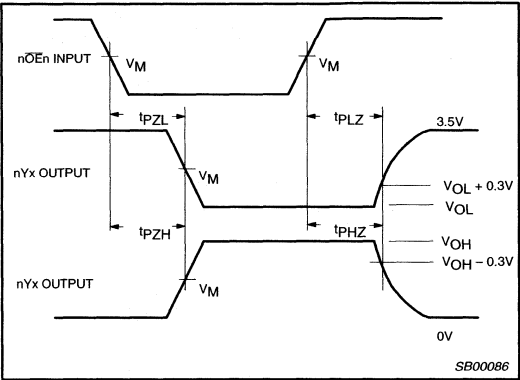 nO̅E̅n INPUT
VM
VM
tPZL
tPLZ
3.5V
nYx OUTPUT
VM
VOL + 0.3V
VOL
tPZH
tPHZ
VOH
VOH – 0.3V
nYx OUTPUT
VM
0V
SB00086